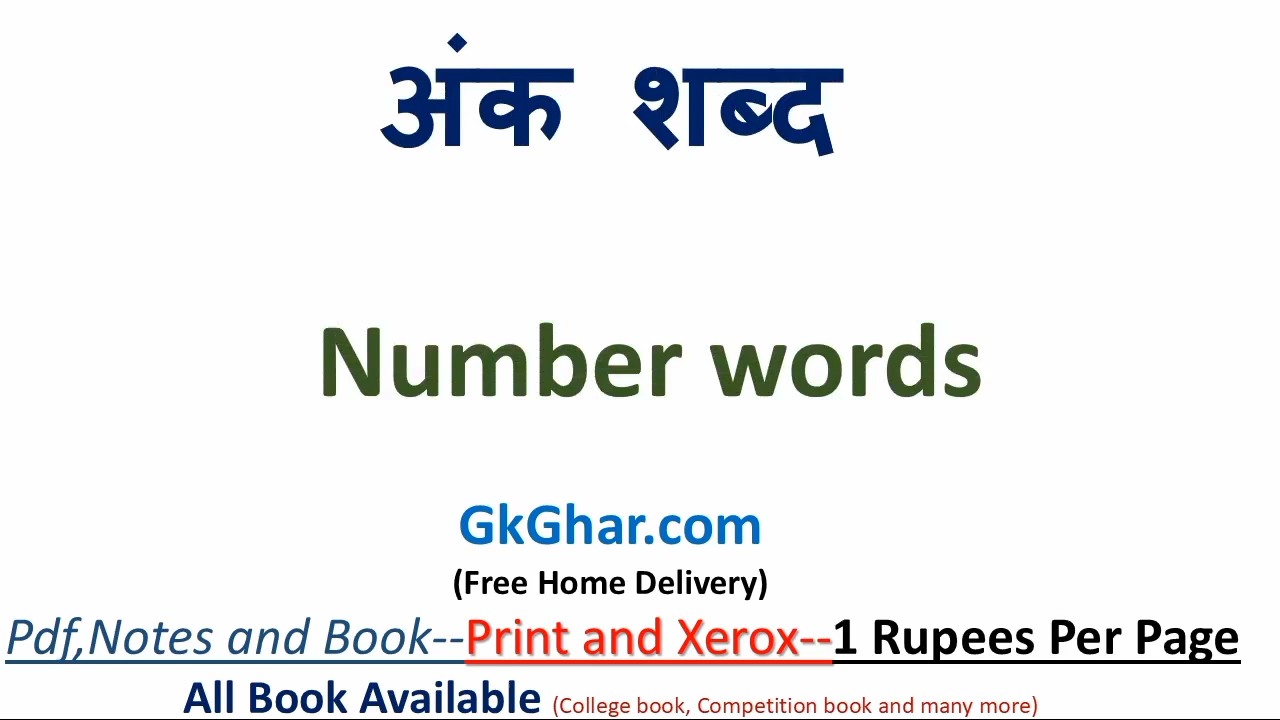 अंक शब्द
Number words
GkGhar.com
(Free Home Delivery)
Pdf,Notes and Book--Print and Xerox--1 Rupees Per Page
All Book Available (College book, Competition book and many more)